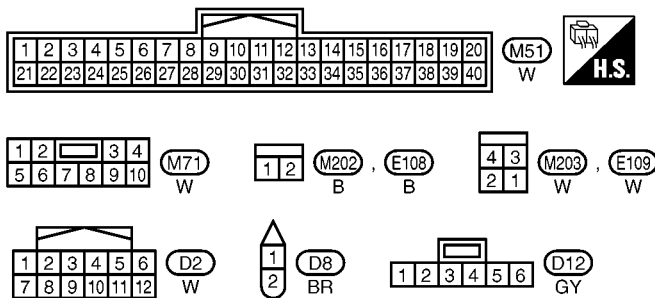 1 2 3 4 5 6 7 8 9 10 11 12 13 14 15 16 17 18 19 20
21 22 23 24 25 26 27 28 29 30 31 32 33 34 35 36 37 38 39 40
M51
W
H.S.
1 2 3 4
5 6 7 8 9 10
M71
W
1 2
M202 , E108
B B
4 3
2 1
M203 , E109
W W
1 2 3 4 5 6
7 8 9 10 11 12
D2
W
1
2
D8
BR
1 2 3 4 5 6
D12
GY